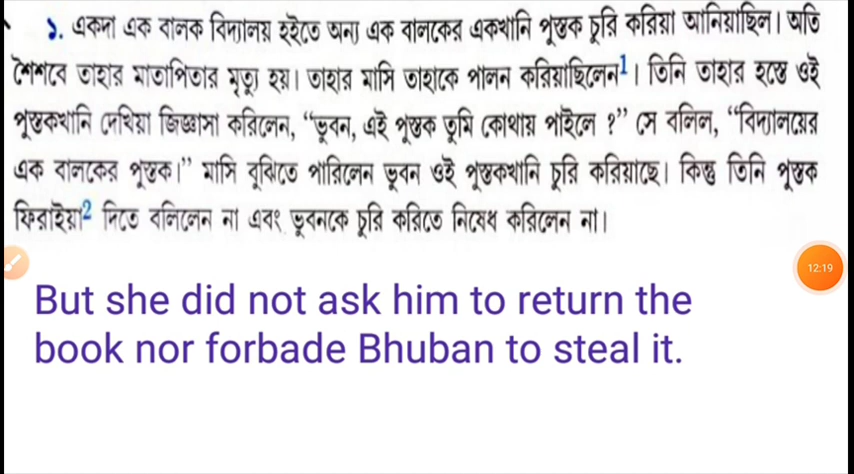 ১. একদা এক বালক বিদ্যালয় হইতে অন্য এক বালকের একখানি পুস্তক চুরি করিয়া আনিয়াছিল। অতি
শৈশবে তাহার মাতাপিতার মৃত্যু হয়। তাহার মাসি তাহাকে পালন করিয়াছিলেন¹। তিনি তাহার হস্তে ওই
পুস্তকখানি দেখিয়া জিজ্ঞাসা করিলেন, “ভুবন, এই পুস্তক তুমি কোথায় পাইলে ?” সে বলিল, “বিদ্যালয়ের
এক বালকের পুস্তক।” মাসি বুঝিতে পারিলেন ভুবন ওই পুস্তকখানি চুরি করিয়াছে। কিন্তু তিনি পুস্তক
ফিরাইয়া² দিতে বলিলেন না এবং ভুবনকে চুরি করিতে নিষেধ করিলেন না।
12:19
But she did not ask him to return the
book nor forbade Bhuban to steal it.